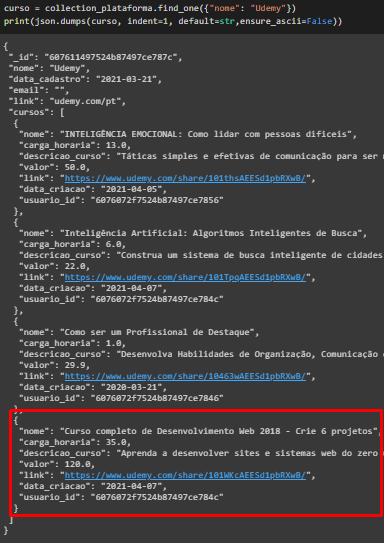 curso = collection_plataforma.find_one({"nome": "Udemy"})
print(json.dumps(curso, indent=1, default=str,ensure_ascii=False))
{
"_id": "607611497524b87497ce787c",
"nome": "Udemy",
"data_cadastro": "2021-03-21",
"email": "",
"link": "udemy.com/pt",
"cursos": [
{
"nome": "INTELIGÊNCIA EMOCIONAL: Como lidar com pessoas difíceis",
"carga_horaria": 13.0,
"descricao_curso": "Táticas simples e efetivas de comunicação para ser
"valor": 50.0,
"link": "https://www.udemy.com/share/101thsAEESd1pbRXwB/",
"data_criacao": "2021-04-05",
"usuario_id": "6076072f7524b87497ce7856"
},
{
"nome": "Inteligência Artificial: Algoritmos Inteligentes de Busca",
"carga_horaria": 6.0,
"descricao_curso": "Construa um sistema de busca inteligente de cidades
"valor": 22.0,
"link": "https://www.udemy.com/share/101TpqAEESd1pbRXwB/",
"data_criacao": "2021-04-07",
"usuario_id": "6076072f7524b87497ce784c"
},
{
"nome": "Como ser um Profissional de Destaque",
"carga_horaria": 1.0,
"descricao_curso": "Desenvolva Habilidades de Organização, Comunicação
"valor": 29.9,
"link": "https://www.udemy.com/share/10463wAEESd1pbRXwB/",
"data_criacao": "2020-03-21",
"usuario_id": "6076072f7524b87497ce7846"
},
{
"nome": "Curso completo de Desenvolvimento Web 2018 - Crie 6 projetos",
"carga_horaria": 35.0,
"descricao_curso": "Aprenda a desenvolver sites e sistemas web do zero
"valor": 120.0,
"link": "https://www.udemy.com/share/101WKcAEESd1pbRXwB/",
"data_criacao": "2021-04-07",
"usuario_id": "6076072f7524b87497ce784c"
}
]
}